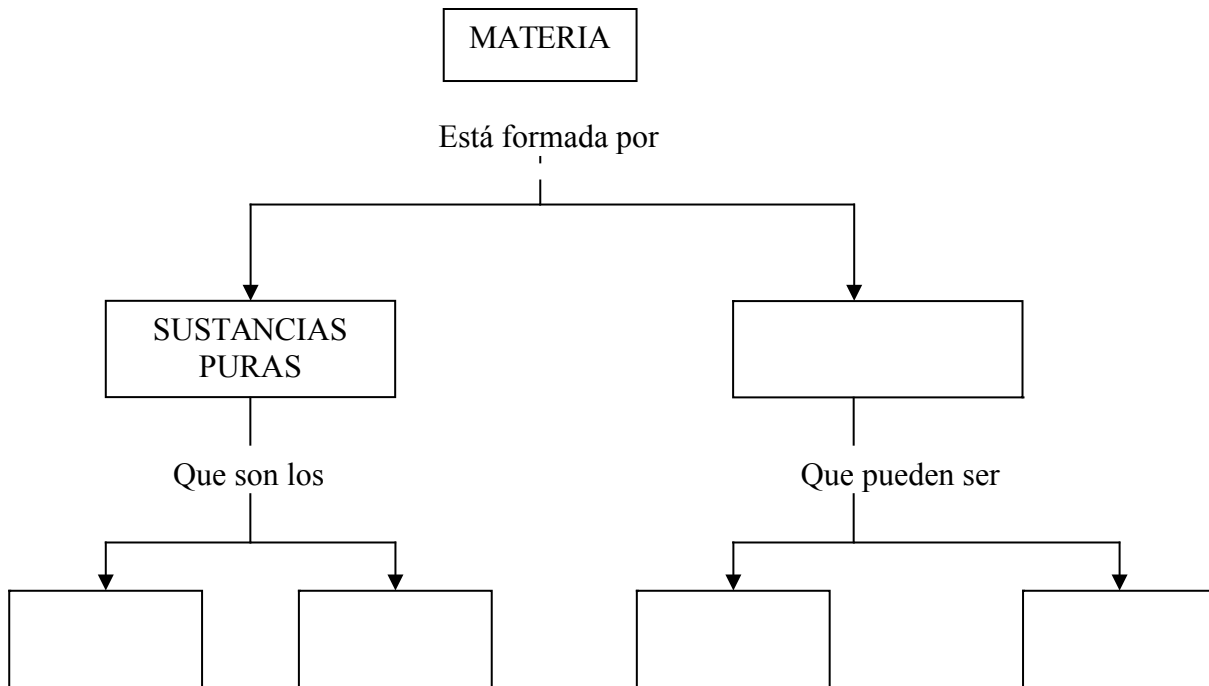 MATERIA
Está formada por
SUSTANCIAS
PURAS
Que son los
Que pueden ser